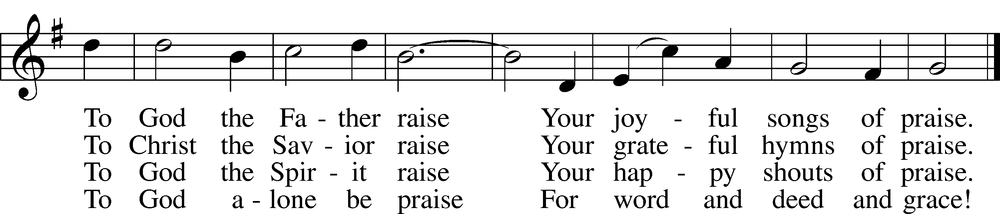 To God the Fa - ther raise Your joy - ful songs of praise.
To Christ the Sav - ior raise Your grate - ful hymns of praise.
To God the Spir - it raise Your hap - py shouts of praise.
To God a - lone be praise For word and deed and grace!